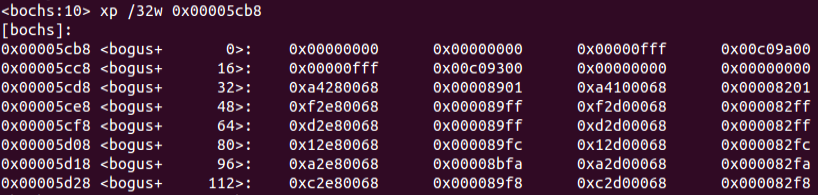 <bochs:10> xp /32w 0x00005cb8
[bochs]:
0x00005cb8 <bogus+       0>:    0x00000000    0x00000000    0x00000fff    0x00c09a00
0x00005cc8 <bogus+      16>:    0x00000fff    0x00c09300    0x00000000    0x00000000
0x00005cd8 <bogus+      32>:    0xa4280068    0x00008901    0xa4100068    0x00008201
0x00005ce8 <bogus+      48>:    0xf2e80068    0x000089ff    0xf2d00068    0x000082ff
0x00005cf8 <bogus+      64>:    0xd2e80068    0x000089ff    0xd2d00068    0x000082ff
0x00005d08 <bogus+      80>:    0x12e80068    0x000089fc    0x12d00068    0x000082fc
0x00005d18 <bogus+      96>:    0xa2e80068    0x00008bfa    0xa2d00068    0x000082fa
0x00005d28 <bogus+     112>:    0xc2e80068    0x000089f8    0xc2d00068    0x000082f8